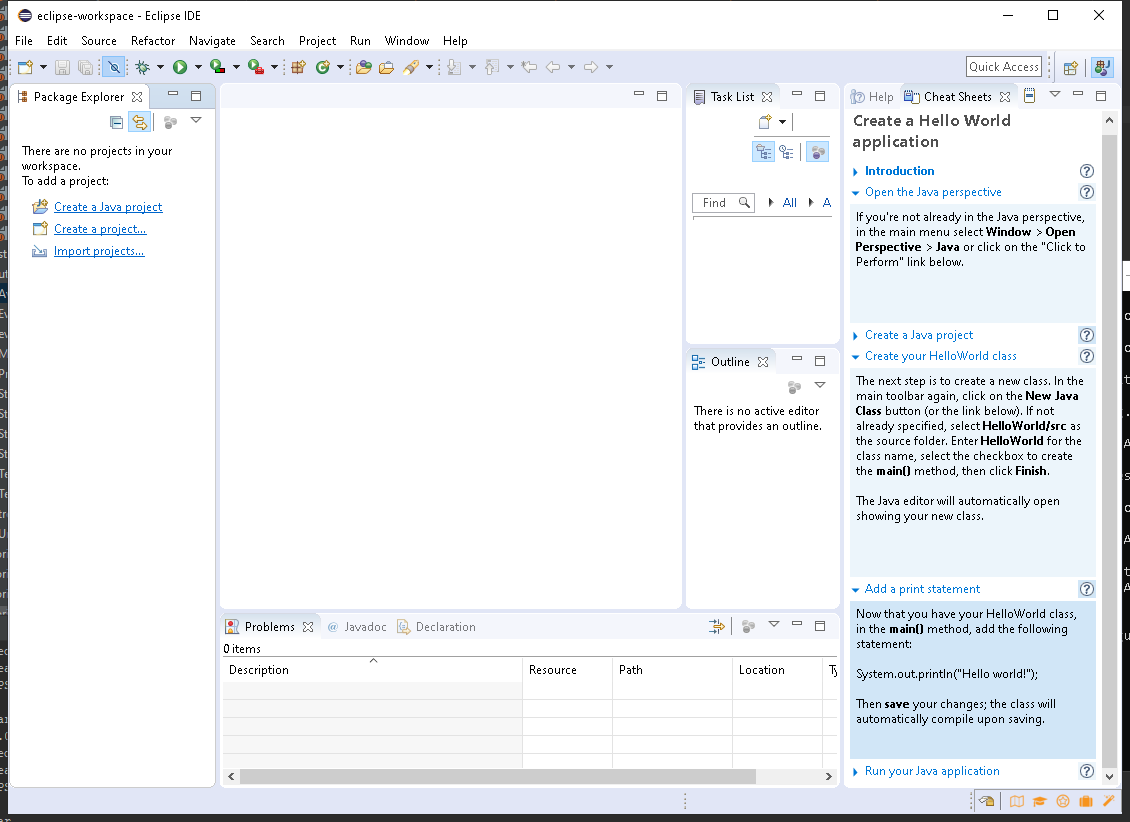 eclipse-workspace - Eclipse IDE
File Edit Source Refactor Navigate Search Project Run Window Help
Quick Access
Package Explorer
There are no projects in your
workspace.
To add a project:
Create a Java project
Create a project...
Import projects...
Task List
Find All A
Outline
There is no active editor
that provides an outline.
Problems @ Javadoc Declaration
0 items
Description Resource Path Location Ty
Help Cheat Sheets
Create a Hello World
application
Introduction
Open the Java perspective
If you're not already in the Java perspective,
in the main menu select Window > Open
Perspective > Java or click on the "Click to
Perform" link below.
Create a Java project
Create your HelloWorld class
The next step is to create a new class. In the
main toolbar again, click on the New Java
Class button (or the link below). If not
already specified, select HelloWorld/src as
the source folder. Enter HelloWorld for the
class name, select the checkbox to create
the main() method, then click Finish.
The Java editor will automatically open
showing your new class.
Add a print statement
Now that you have your HelloWorld class,
in the main() method, add the following
statement:
System.out.println("Hello world!");
Then save your changes; the class will
automatically compile upon saving.
Run your Java application